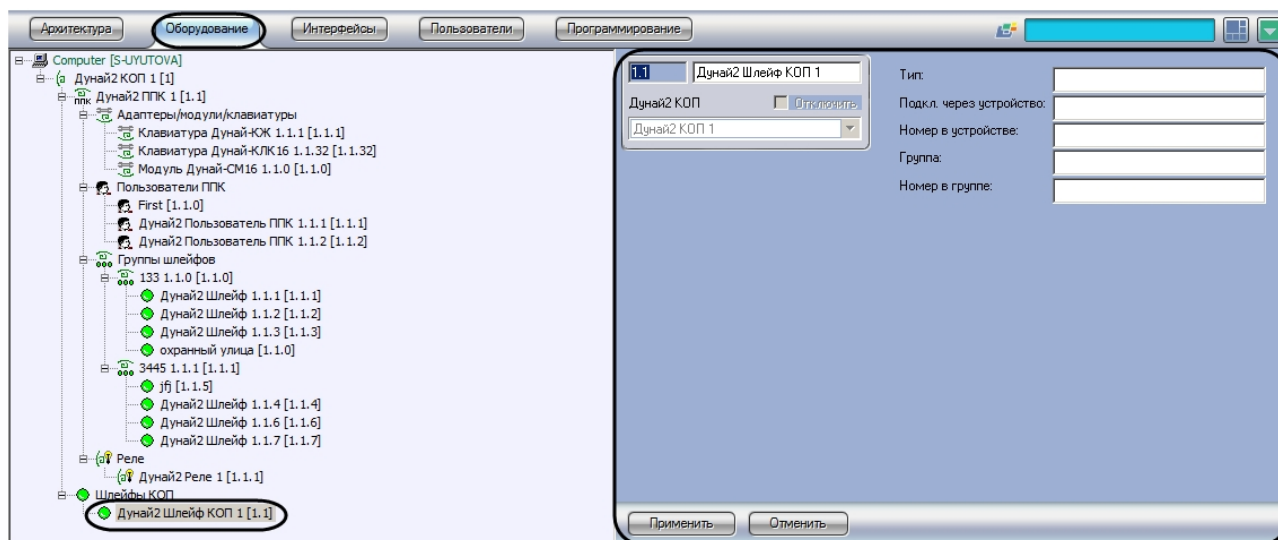 Архитектура Оборудование Интерфейсы Пользователи Программирование
Computer [S-UYUTOVA]
Дунай2 КОП 1 [1]
Дунай2 ППК 1 [1.1]
Адаптеры/модули/клавиатуры
Клавиатура Дунай-КЖ 1.1.1 [1.1.1]
Клавиатура Дунай-КЛК16 1.1.32 [1.1.32]
Модуль Дунай-СМ16 1.1.0 [1.1.0]
Пользователи ППК
First [1.1.0]
Дунай2 Пользователь ППК 1.1.1 [1.1.1]
Дунай2 Пользователь ППК 1.1.2 [1.1.2]
Группы шлейфов
133 1.1.0 [1.1.0]
Дунай2 Шлейф 1.1.1 [1.1.1]
Дунай2 Шлейф 1.1.2 [1.1.2]
Дунай2 Шлейф 1.1.3 [1.1.3]
охранный улица [1.1.0]
3445 1.1.1 [1.1.1]
jfj [1.1.5]
Дунай2 Шлейф 1.1.4 [1.1.4]
Дунай2 Шлейф 1.1.6 [1.1.6]
Дунай2 Шлейф 1.1.7 [1.1.7]
Реле
Дунай2 Реле 1 [1.1.1]
Шлейфы КОП
Дунай2 Шлейф КОП 1 [1.1]
1.1 Дунай2 Шлейф КОП 1
Дунай2 КОП Отключить
Дунай2 КОП 1
Тип:
Подкл. через устройство:
Номер в устройстве:
Группа:
Номер в группе:
Применить Отменить